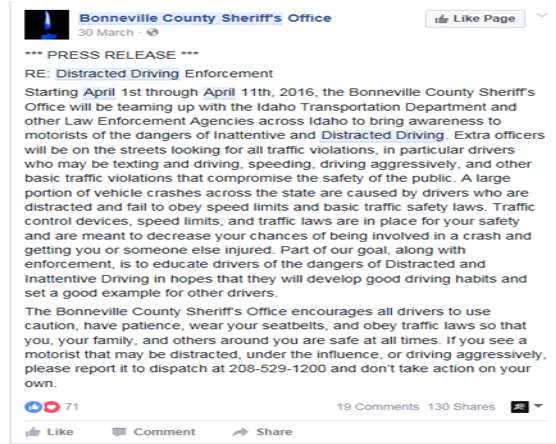 Bonneville County Sheriff's Office
Like Page
30 March ·
*** PRESS RELEASE ***
RE: Distracted Driving Enforcement
Starting April 1st through April 11th, 2016, the Bonneville County Sheriff's
Office will be teaming up with the Idaho Transportation Department and
other Law Enforcement Agencies across Idaho to bring awareness to
motorists of the dangers of Inattentive and Distracted Driving. Extra officers
will be on the streets looking for all traffic violations, in particular drivers
who may be texting and driving, speeding, driving aggressively, and other
basic traffic violations that compromise the safety of the public. A large
portion of vehicle crashes across the state are caused by drivers who are
distracted and fail to obey speed limits and basic traffic safety laws. Traffic
control devices, speed limits, and traffic laws are in place for your safety
and are meant to decrease your chances of being involved in a crash and
getting you or someone else injured. Part of our goal, along with
enforcement, is to educate drivers of the dangers of Distracted and
Inattentive Driving in hopes that they will develop good driving habits and
set a good example for other drivers.
The Bonneville County Sheriff's Office encourages all drivers to use
caution, have patience, wear your seatbelts, and obey traffic laws so that
you, your family, and others around you are safe at all times. If you see a
motorist that may be distracted, under the influence, or driving aggressively,
please report it to dispatch at 208-529-1200 and don't take action on your
own.
71
19 Comments 130 Shares
Like Comment Share